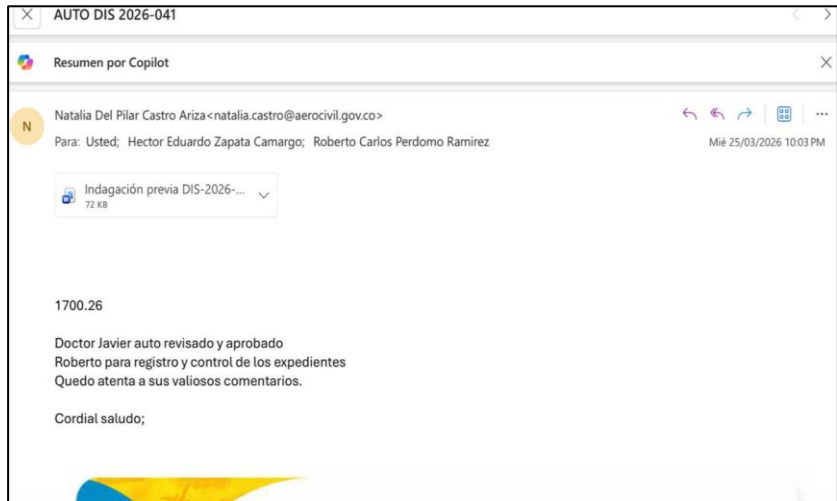 AUTO DIS 2026-041
Resumen por Copilot
N
Natalia Del Pilar Castro Ariza<natalia.castro@aerocivil.gov.co>
Para: Usted; Hector Eduardo Zapata Camargo; Roberto Carlos Perdomo Ramirez
Mié 25/03/2026 10:03 PM
Indagación previa DIS-2026-...
72 KB
1700.26
Doctor Javier auto revisado y aprobado
Roberto para registro y control de los expedientes
Quedo atenta a sus valiosos comentarios.
Cordial saludo;